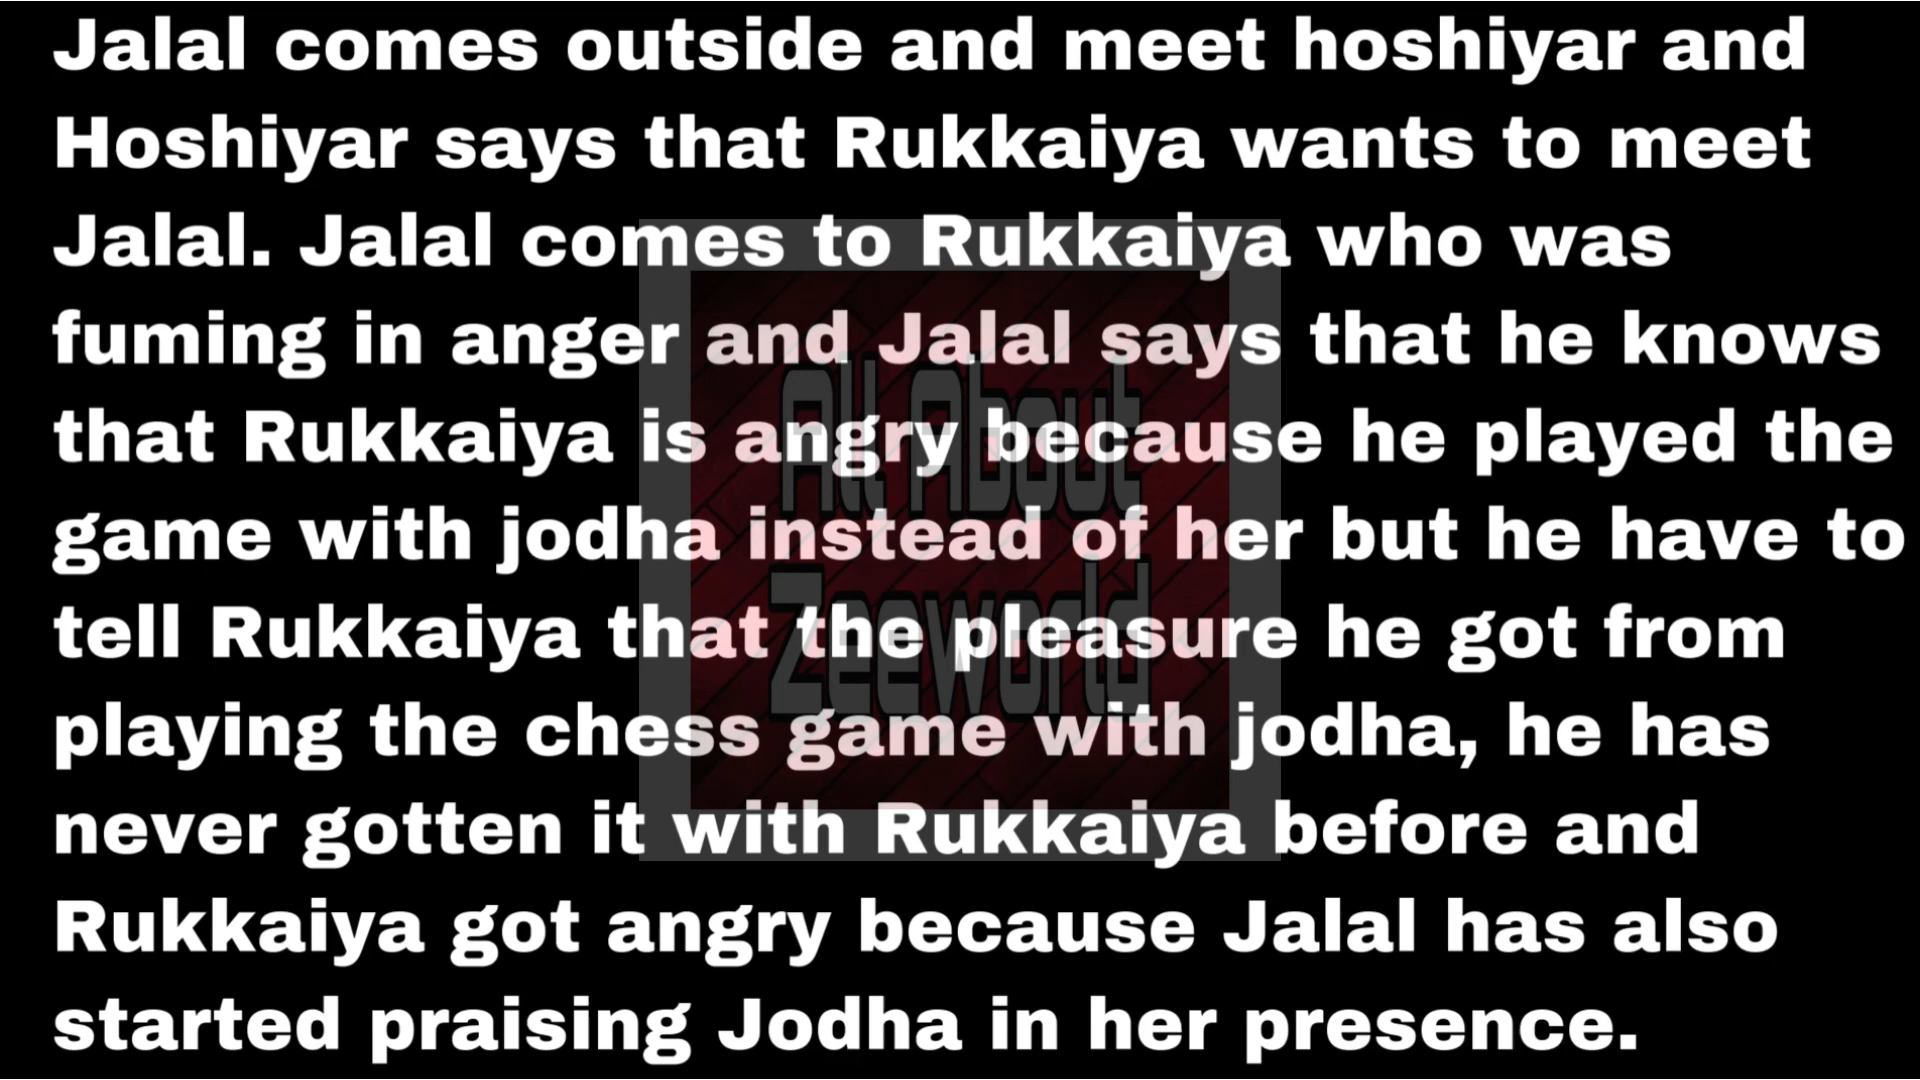 Jalal comes outside and meet hoshiyar and
Hoshiyar says that Rukkaiya wants to meet
Jalal. Jalal comes to Rukkaiya who was
fuming in anger and Jalal says that he knows
that Rukkaiya is angry because he played the
game with jodha instead of her but he have to
tell Rukkaiya that the pleasure he got from
playing the chess game with jodha, he has
never gotten it with Rukkaiya before and
Rukkaiya got angry because Jalal has also
started praising Jodha in her presence.
All About
Zeeworld